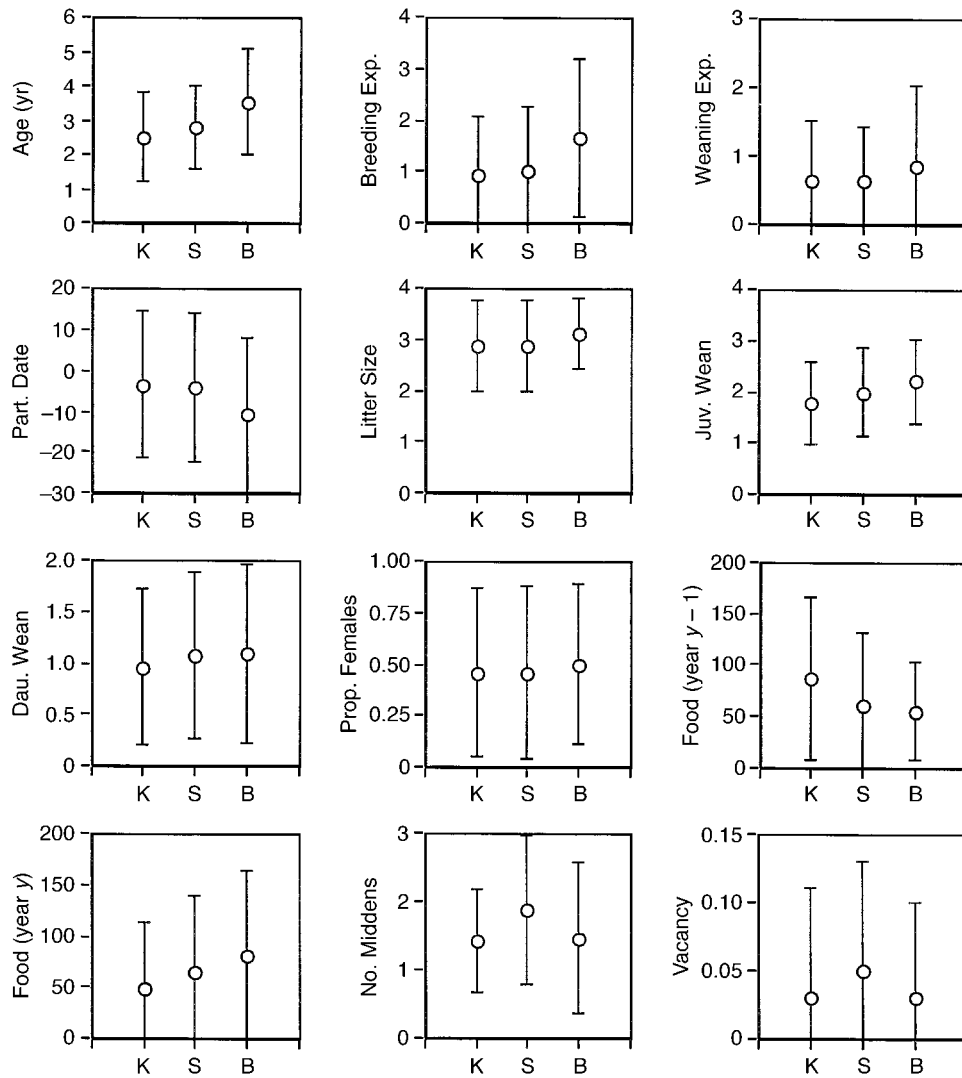 Age (yr)
6
5
4
3
2
1
0
K S B
Breeding Exp.
4
3
2
1
0
K S B
Weaning Exp.
3
2
1
0
K S B
Part. Date
20
10
0
−10
−20
−30
K S B
Litter Size
4
3
2
1
0
K S B
Juv. Wean
4
3
2
1
0
K S B
Dau. Wean
2.0
1.5
1.0
0.5
0
K S B
Prop. Females
1.00
0.75
0.50
0.25
0
K S B
Food (year y − 1)
200
150
100
50
0
K S B
Food (year y)
200
150
100
50
0
K S B
No. Middens
3
2
1
0
K S B
Vacancy
0.15
0.10
0.05
0
K S B